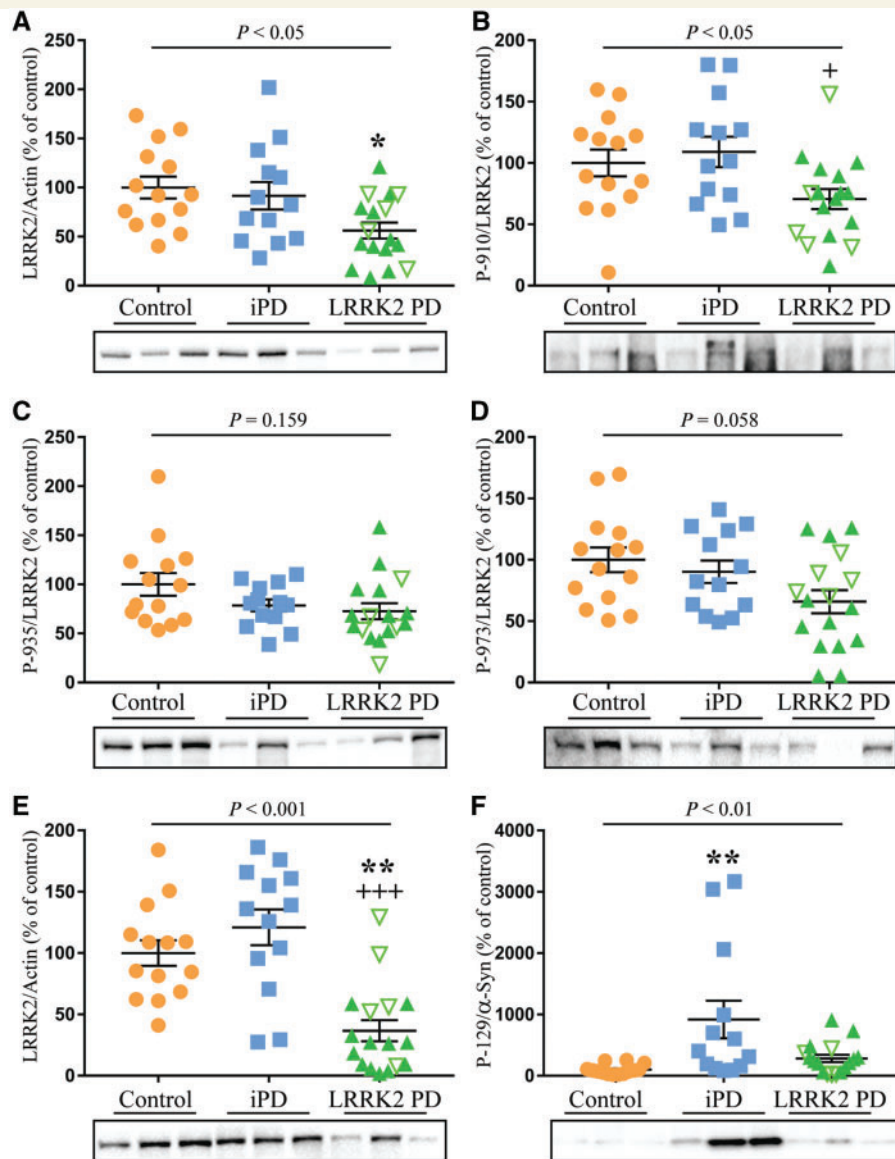 A
P < 0.05
LRRK2/Actin (% of control)
250
200
150
100
50
0
*
Control iPD LRRK2 PD
B
P < 0.05
P-910/LRRK2 (% of control)
200
150
100
50
0
+
Control iPD LRRK2 PD
C
P = 0.159
P-935/LRRK2 (% of control)
250
200
150
100
50
0
Control iPD LRRK2 PD
D
P = 0.058
P-973/LRRK2 (% of control)
200
150
100
50
0
Control iPD LRRK2 PD
E
P < 0.001
LRRK2/Actin (% of control)
200
150
100
50
0
**
+++
Control iPD LRRK2 PD
F
P < 0.01
P-129/α-Syn (% of control)
4000
3000
2000
1000
0
**
Control iPD LRRK2 PD